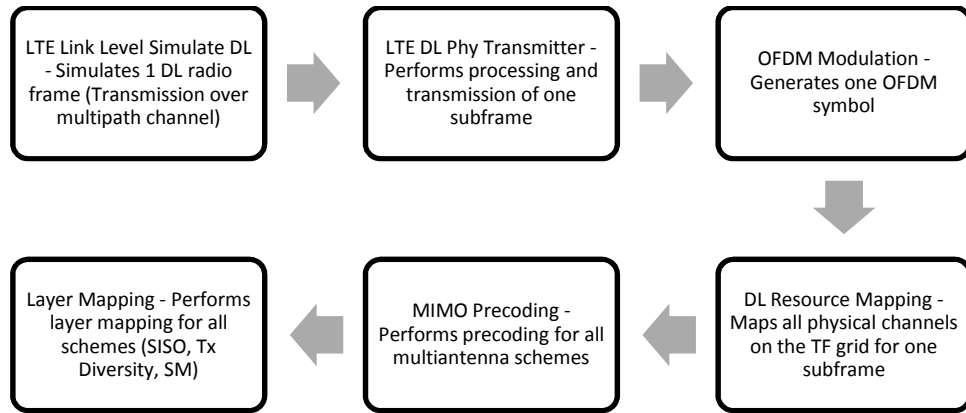 LTE Link Level Simulate DL
- Simulates 1 DL radio
frame (Transmission over
multipath channel)
LTE DL Phy Transmitter -
Performs processing and
transmission of one
subframe
OFDM Modulation -
Generates one OFDM
symbol
DL Resource Mapping -
Maps all physical channels
on the TF grid for one
subframe
MIMO Precoding -
Performs precoding for all
multiantenna schemes
Layer Mapping - Performs
layer mapping for all
schemes (SISO, Tx
Diversity, SM)